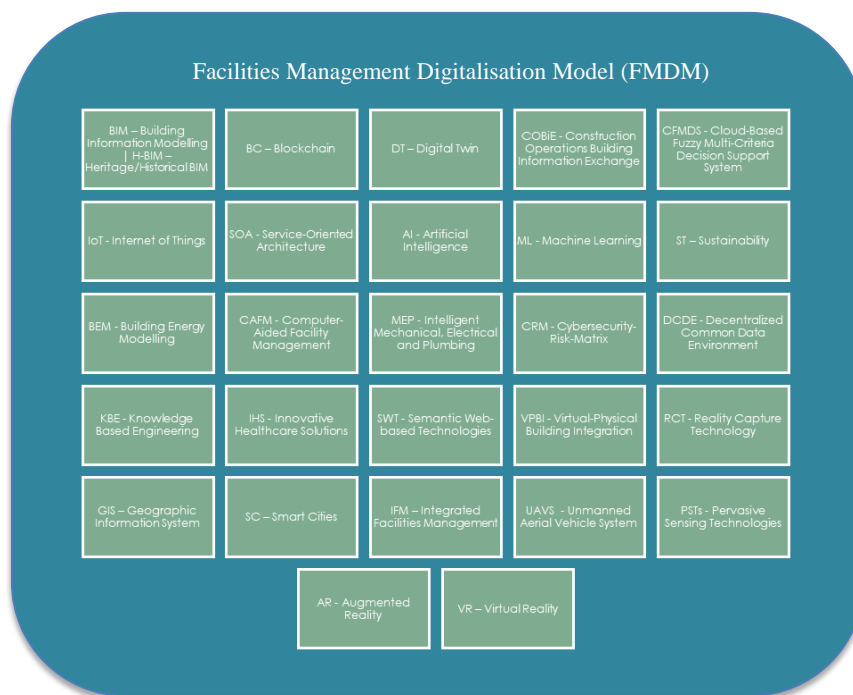 Facilities Management Digitalisation Model (FMDM)
BIM – Building
Information Modelling
| H-BIM –
Heritage/Historical BIM
BC – Blockchain
DT – Digital Twin
COBiE - Construction
Operations Building
Information Exchange
CFMDS - Cloud-Based
Fuzzy Multi-Criteria
Decision Support
System
IoT - Internet of Things
SOA - Service-Oriented
Architecture
AI - Artificial
Intelligence
ML - Machine Learning
ST – Sustainability
BEM - Building Energy
Modelling
CAFM - Computer-
Aided Facility
Management
MEP - Intelligent
Mechanical, Electrical
and Plumbing
CRM - Cybersecurity-
Risk-Matrix
DCDE - Decentralized
Common Data
Environment
KBE - Knowledge
Based Engineering
IHS - Innovative
Healthcare Solutions
SWT - Semantic Web-
based Technologies
VPBI - Virtual-Physical
Building Integration
RCT - Reality Capture
Technology
GIS – Geographic
Information System
SC – Smart Cities
IFM – Integrated
Facilities Management
UAVS - Unmanned
Aerial Vehicle System
PSTs - Pervasive
Sensing Technologies
AR - Augmented
Reality
VR – Virtual Reality